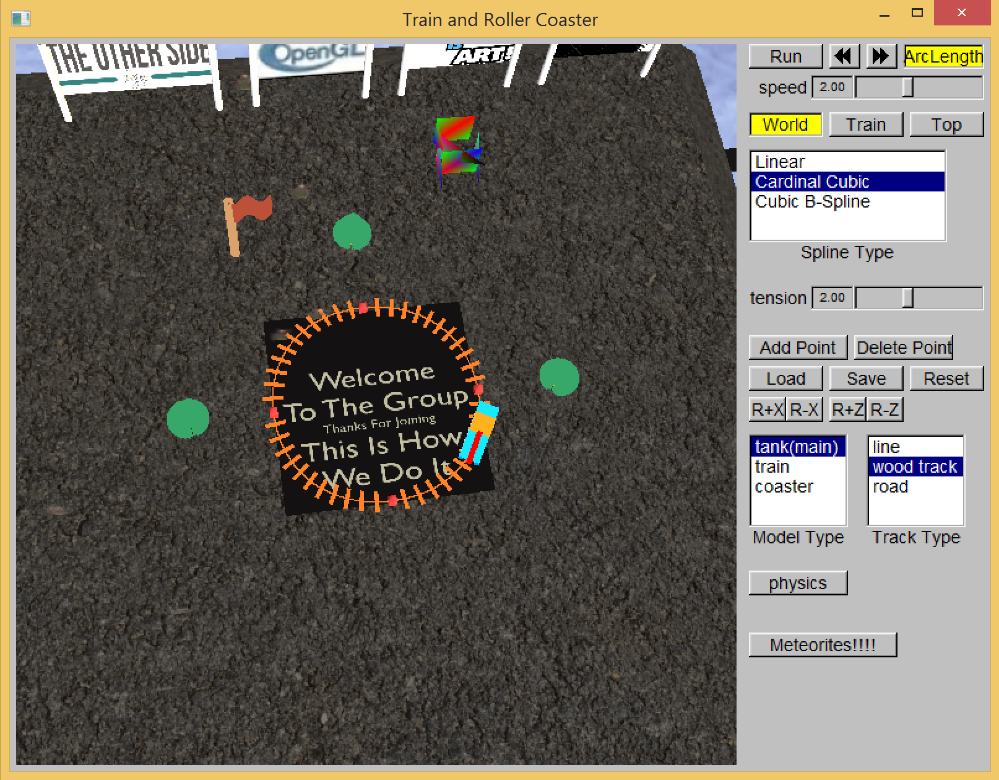 Train and Roller Coaster
THE OTHER SIDE
OpenGL
IS
ART!
Welcome
To The Group
Thanks For Joining
This Is How
We Do It
Run
ArcLength
speed 2.00
World Train Top
Linear
Cardinal Cubic
Cubic B-Spline
Spline Type
tension 2.00
Add Point Delete Point
Load Save Reset
R+X R-X R+Z R-Z
tank(main)
train
coaster
Model Type
line
wood track
road
Track Type
physics
Meteorites!!!!